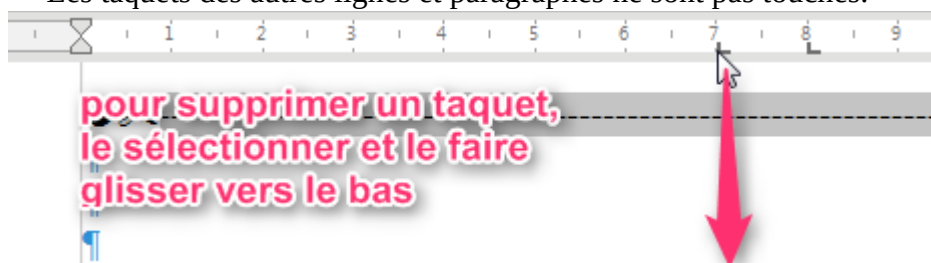 Les taquets des autres lignes et paragraphes ne sont pas touchés.
1 2 3 4 5 6 7 8 9
pour supprimer un taquet,
le sélectionner et le faire
glisser vers le bas
¶
¶
¶